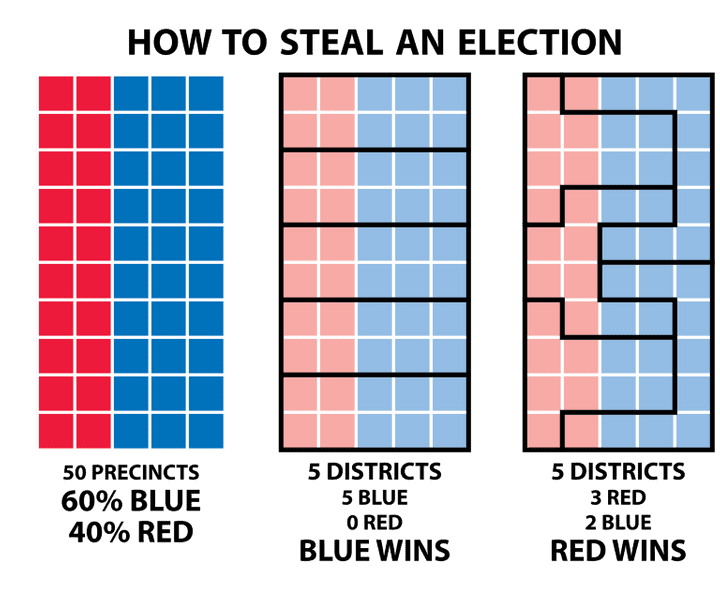 HOW TO STEAL AN ELECTION
50 PRECINCTS
60% BLUE
40% RED
5 DISTRICTS
5 BLUE
0 RED
BLUE WINS
5 DISTRICTS
3 RED
2 BLUE
RED WINS